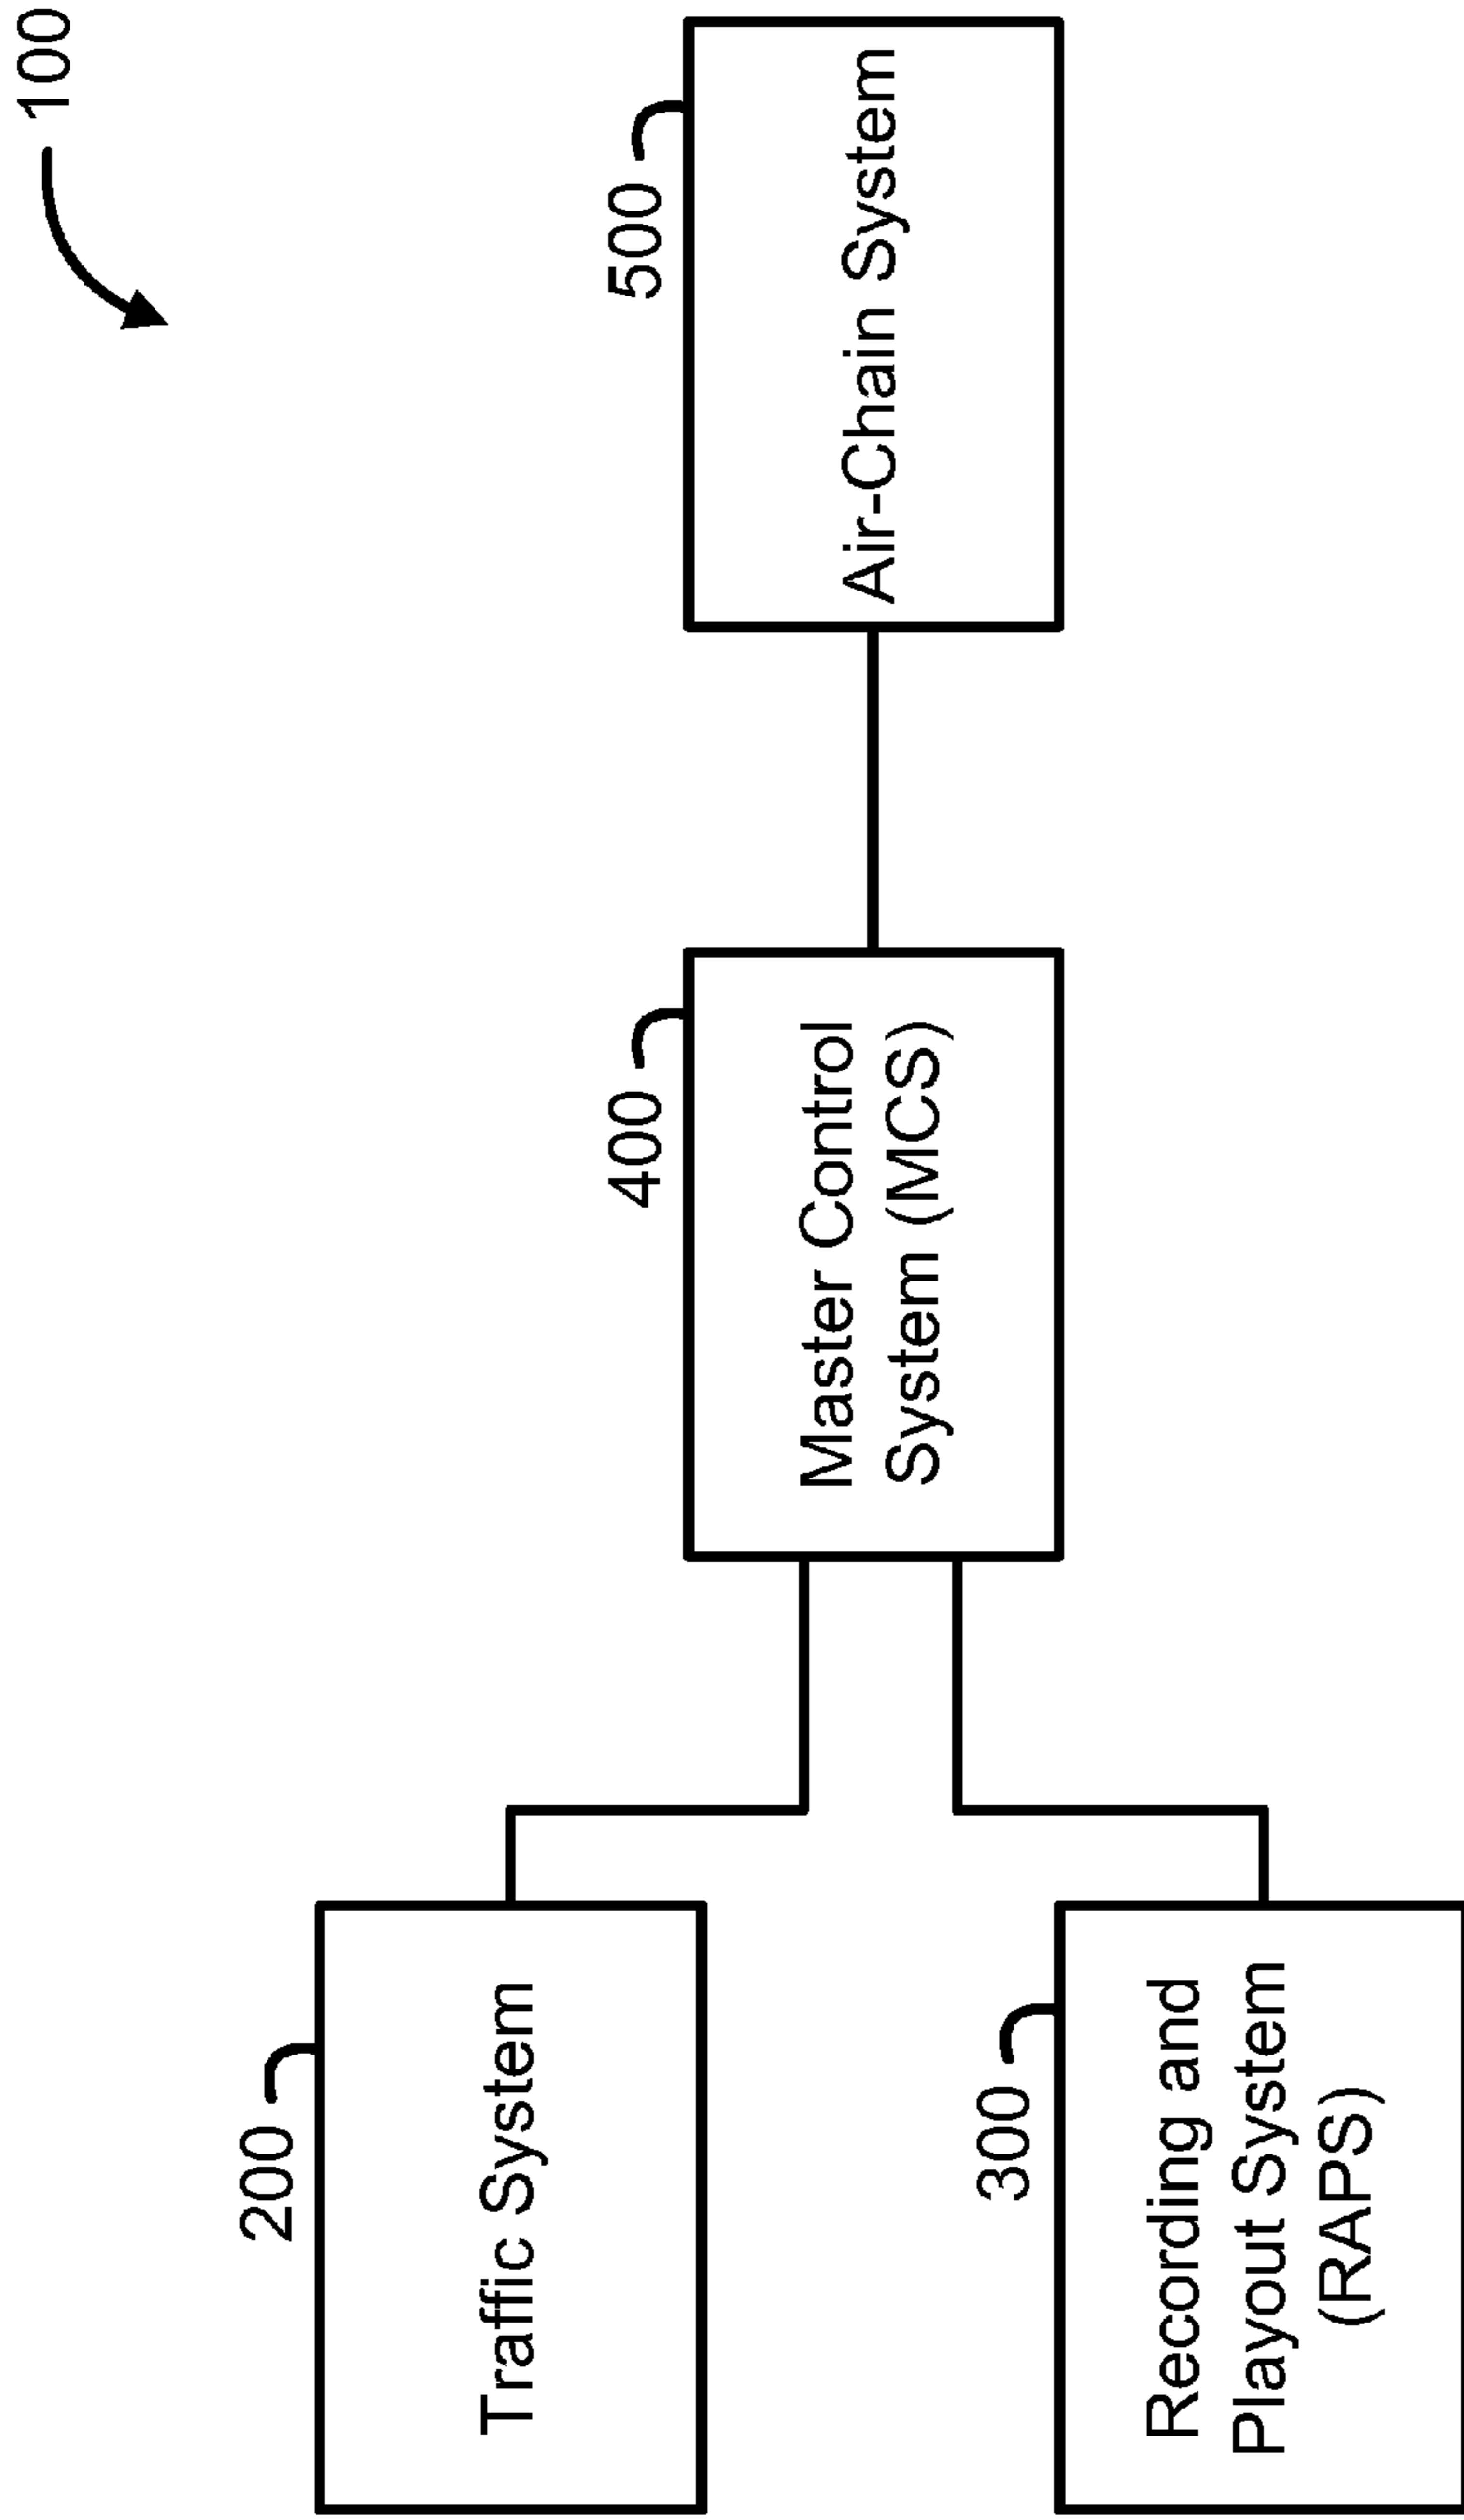 100
200
Traffic System
300
Recording and
Playout System
(RAPS)
400
Master Control
System (MCS)
500
Air-Chain System